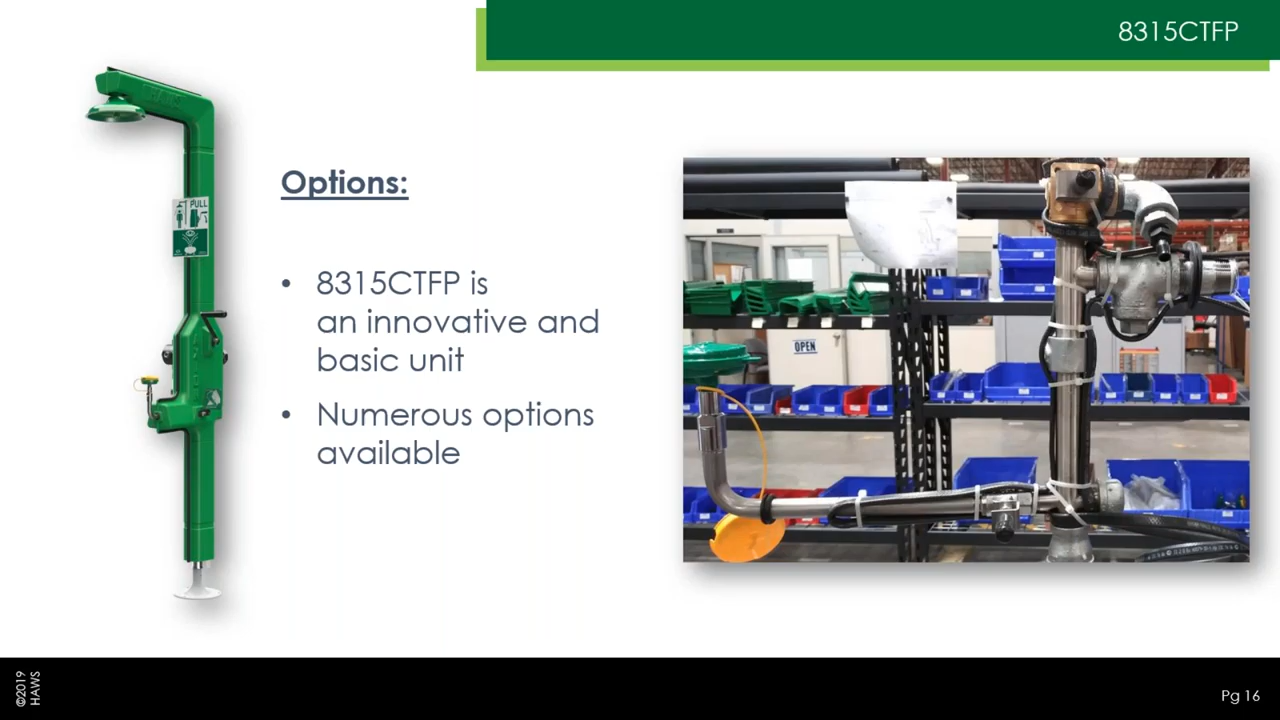 8315CTFP
PULL
Options:
• 8315CTFP is
an innovative and
basic unit
• Numerous options
available
OPEN
©2019
HAWS
Pg 16